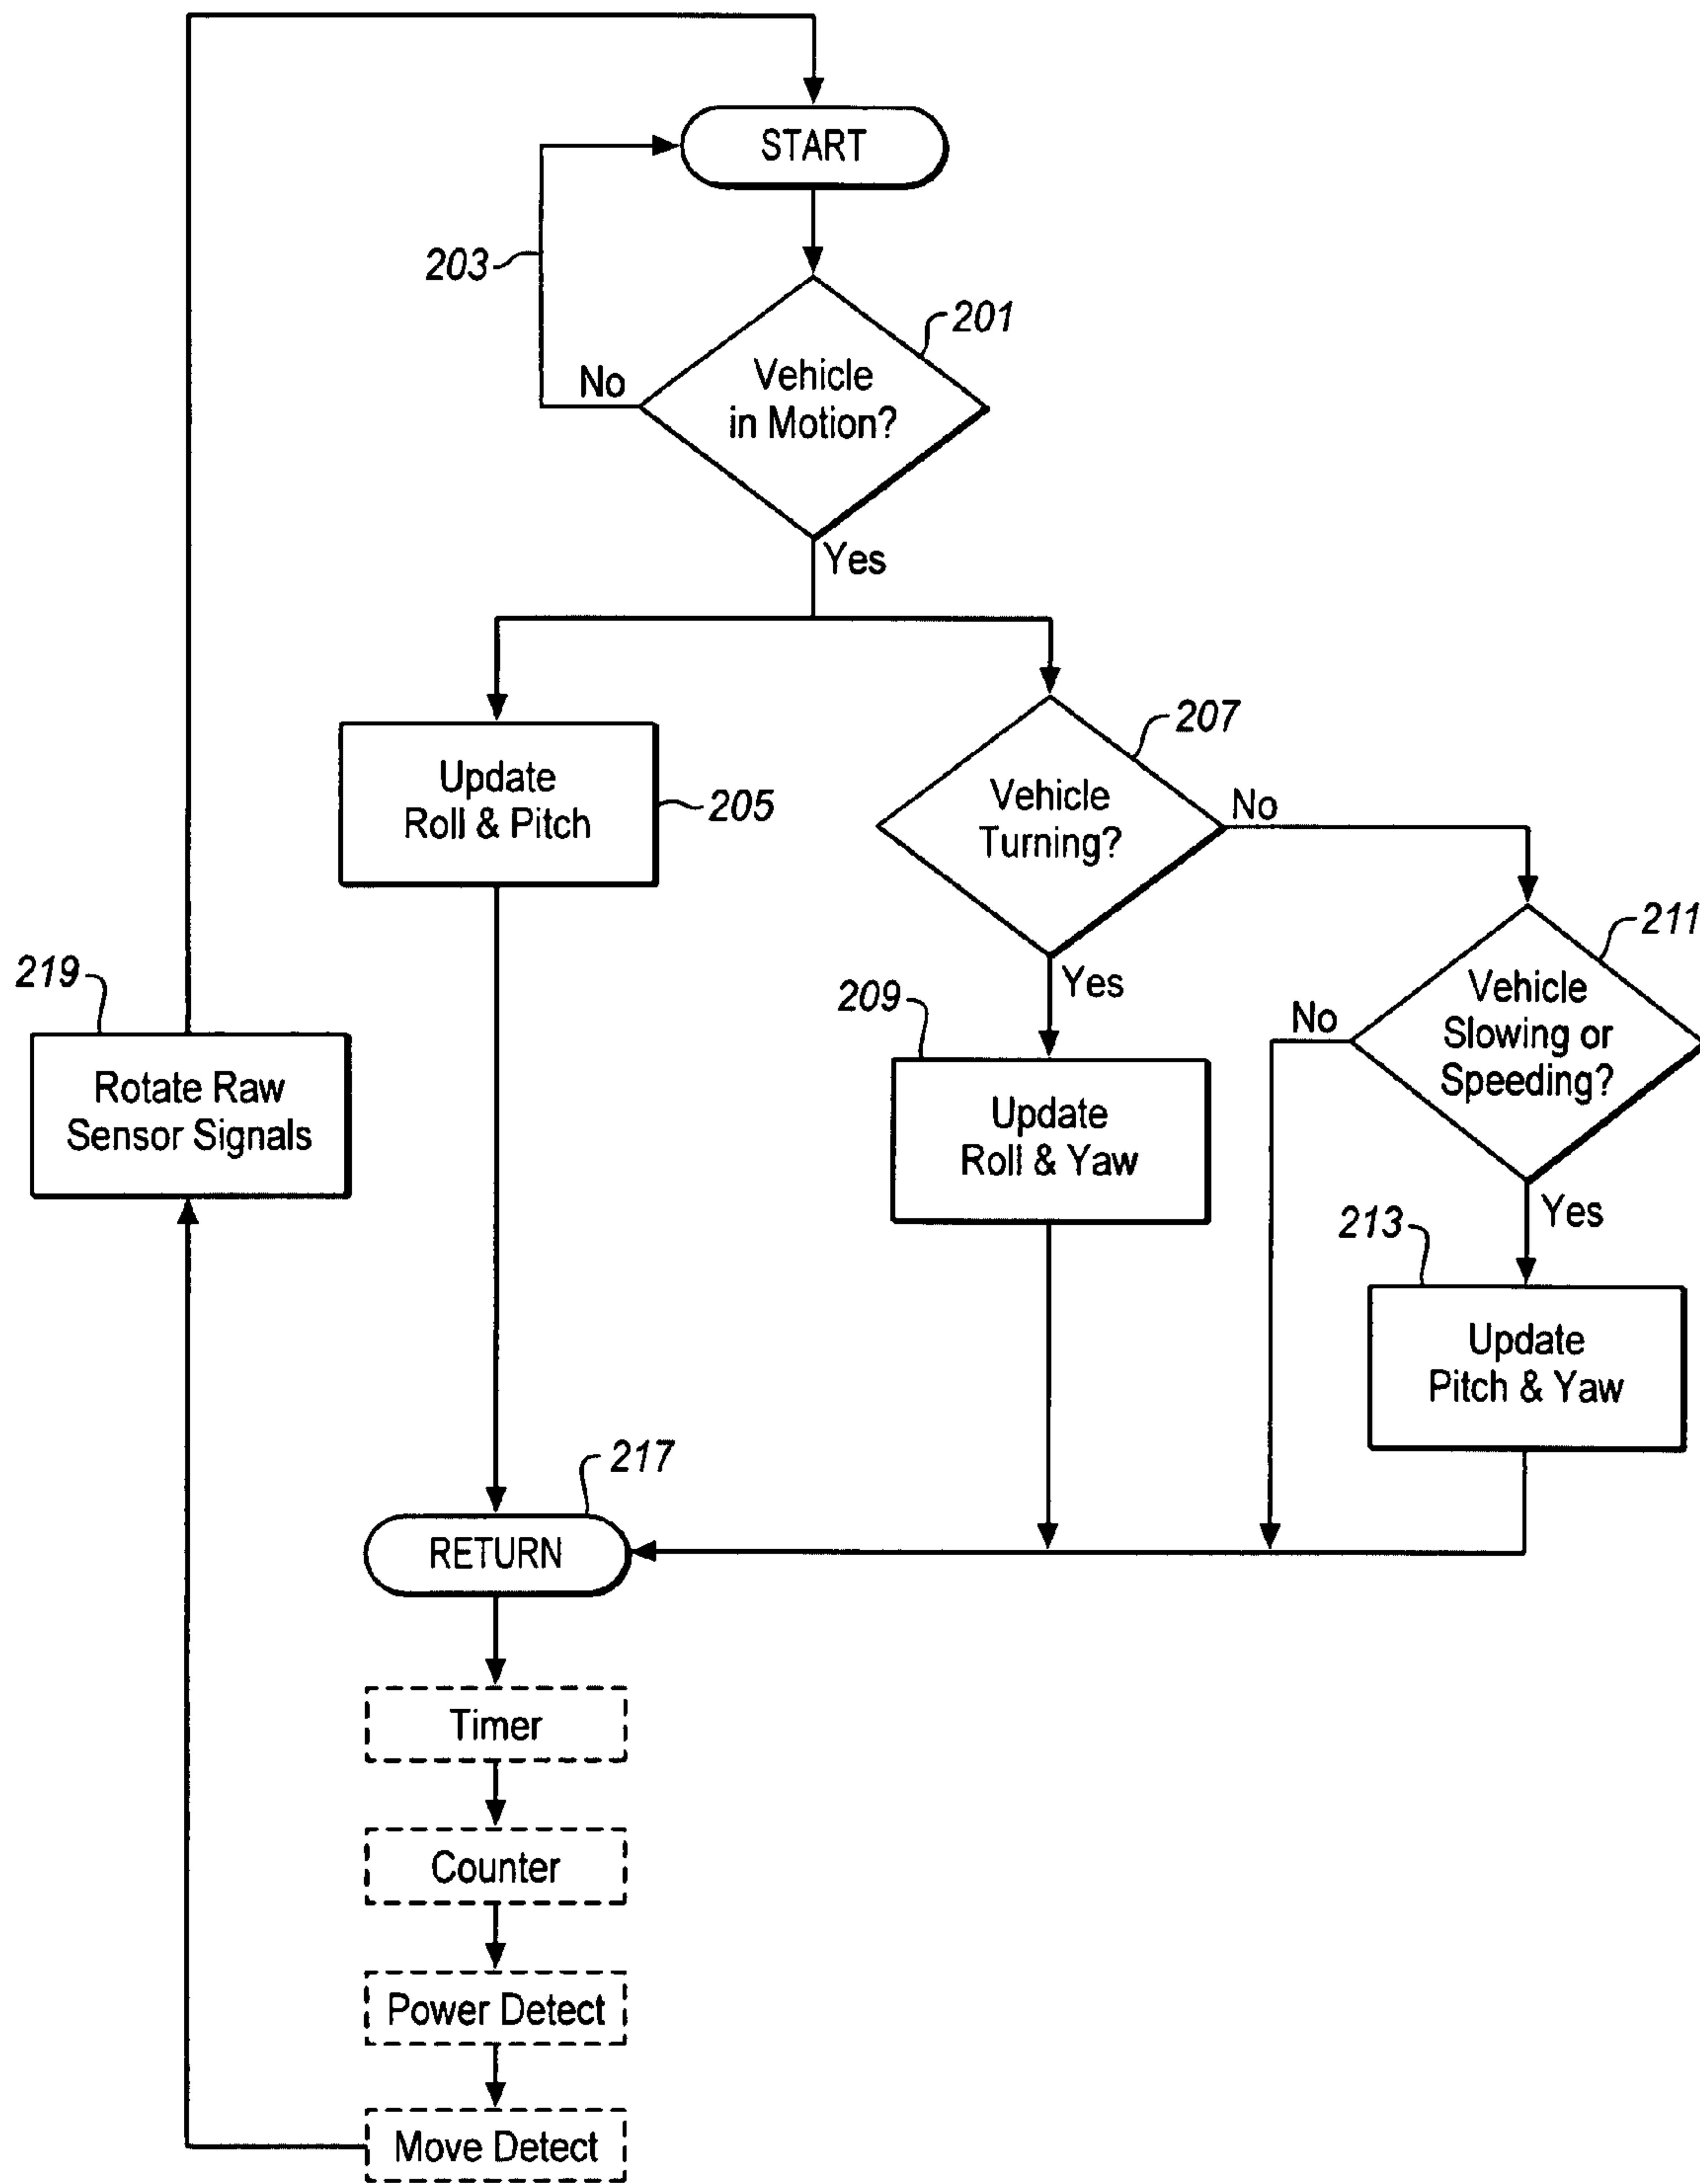 START
203
201
Vehicle
in Motion?
No
Yes
207
Update
Roll & Pitch
205
Vehicle
Turning?
No
211
219
Yes
209
Vehicle
Slowing or
Speeding?
No
Rotate Raw
Sensor Signals
Update
Roll & Yaw
Yes
213
Update
Pitch & Yaw
217
RETURN
Timer
Counter
Power Detect
Move Detect